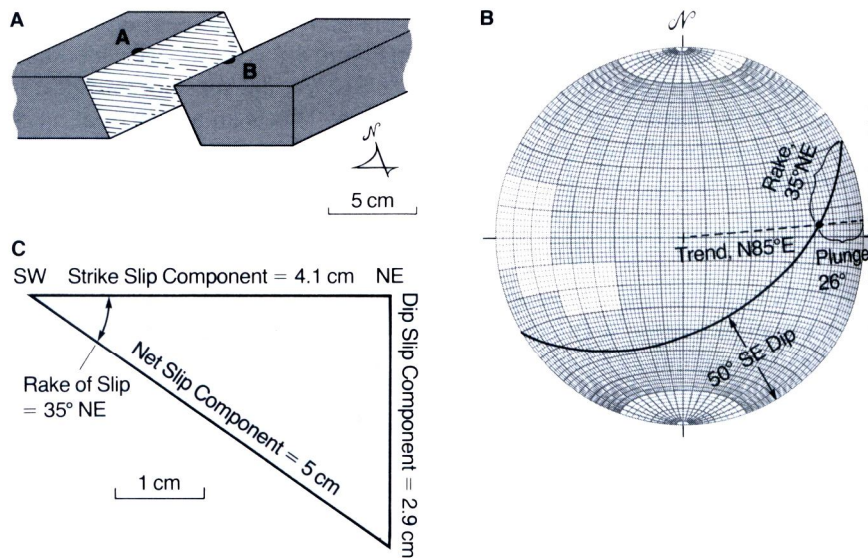 A
A
B
N
5 cm
B
N
Rake,
35°NE
Trend, N85°E
Plunge
26°
50° SE Dip
C
SW Strike Slip Component = 4.1 cm NE
Dip Slip Component = 2.9 cm
Net Slip Component = 5 cm
Rake of Slip
= 35° NE
1 cm